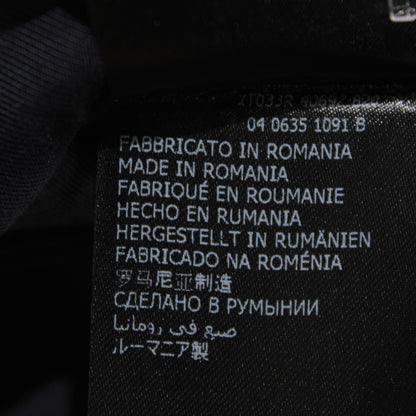 04 0635 1091 B
FABBRICATO IN ROMANIA
MADE IN ROMANIA
FABRIQUÉ EN ROUMANIE
HECHO EN RUMANIA
HERGESTELLT IN RUMÄNIEN
FABRICADO NA ROMÉNIA
罗马尼亚制造
СДЕЛАНО В РУМЫНИИ
صنع في رومانيا
ルーマニア製